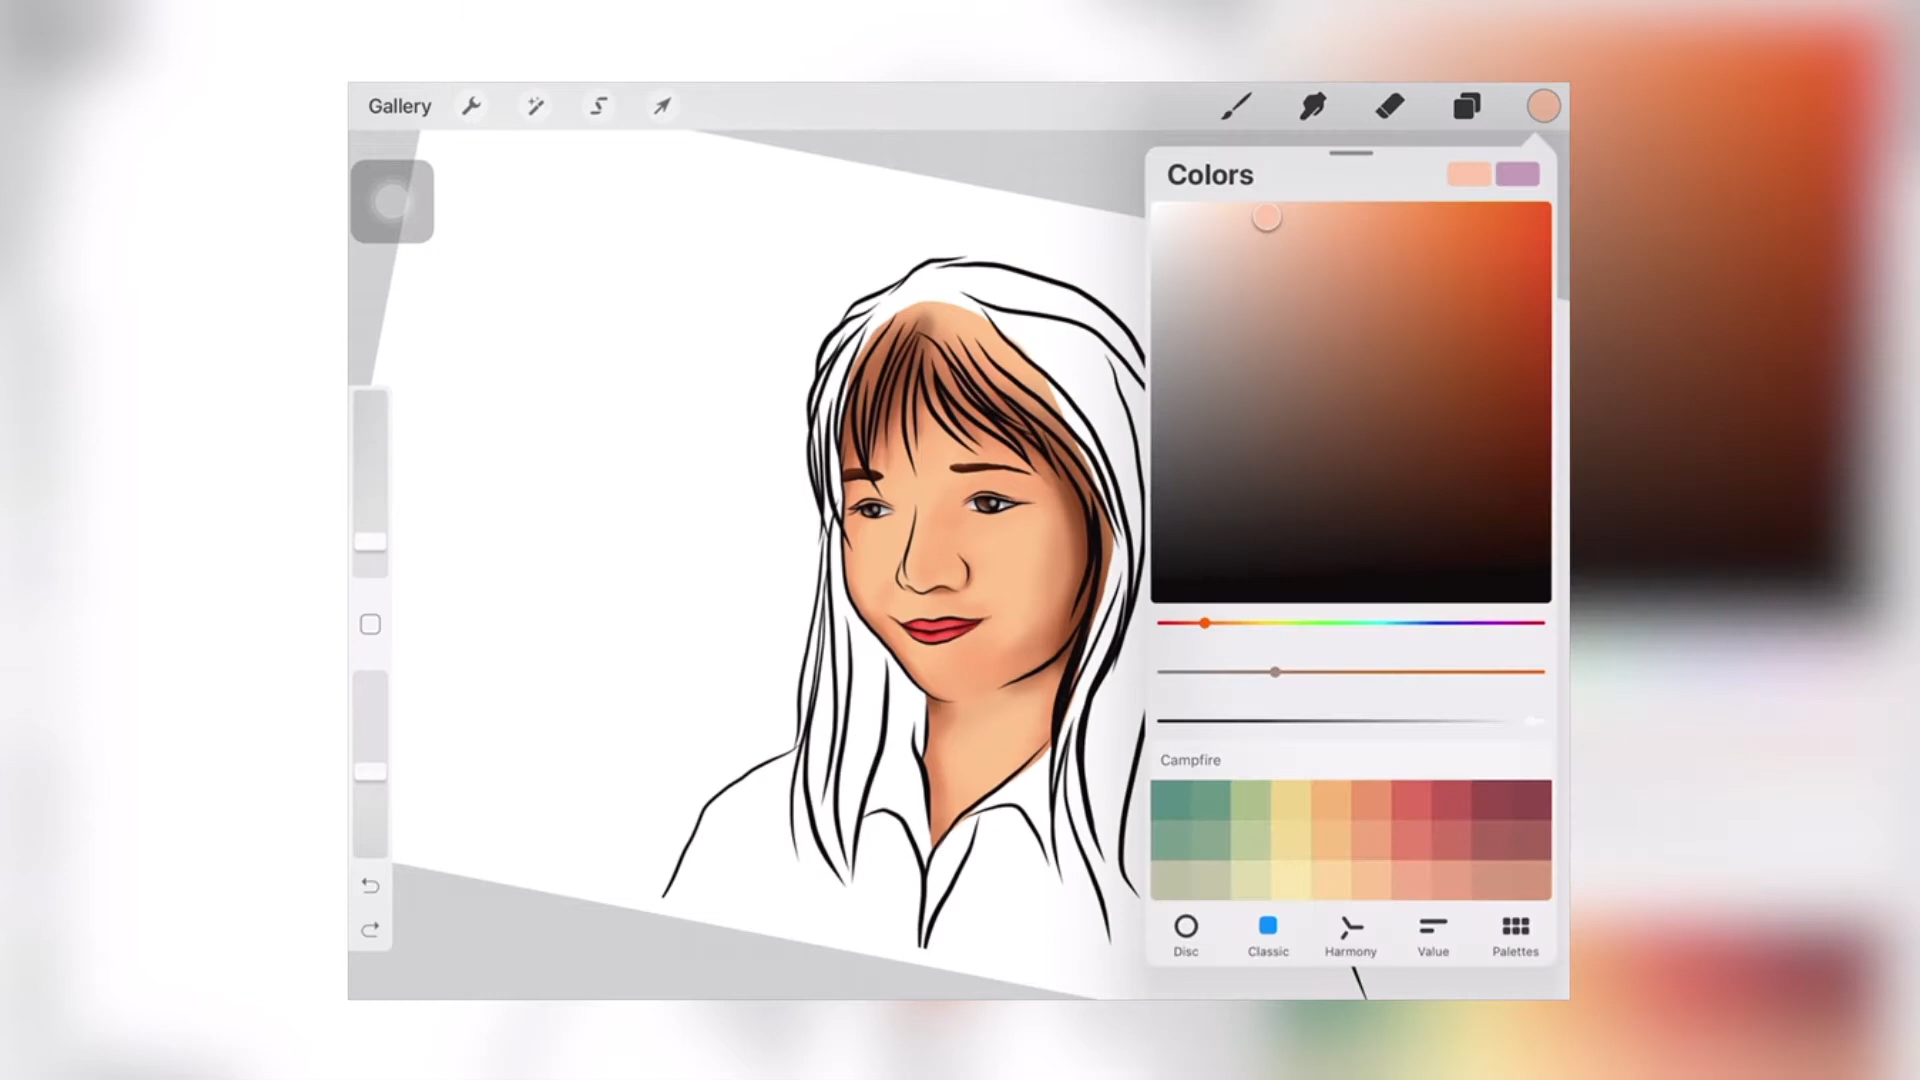 Gallery
Colors
Campfire
Disc
Classic
Harmony
Value
Palettes